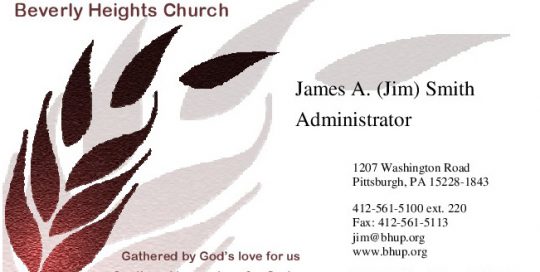 Beverly Heights Church
James A. (Jim) Smith
Administrator
1207 Washington Road
Pittsburgh, PA 15228-1843
412-561-5100 ext. 220
Fax: 412-561-5113
jim@bhup.org
www.bhup.org
Gathered by God's love for us